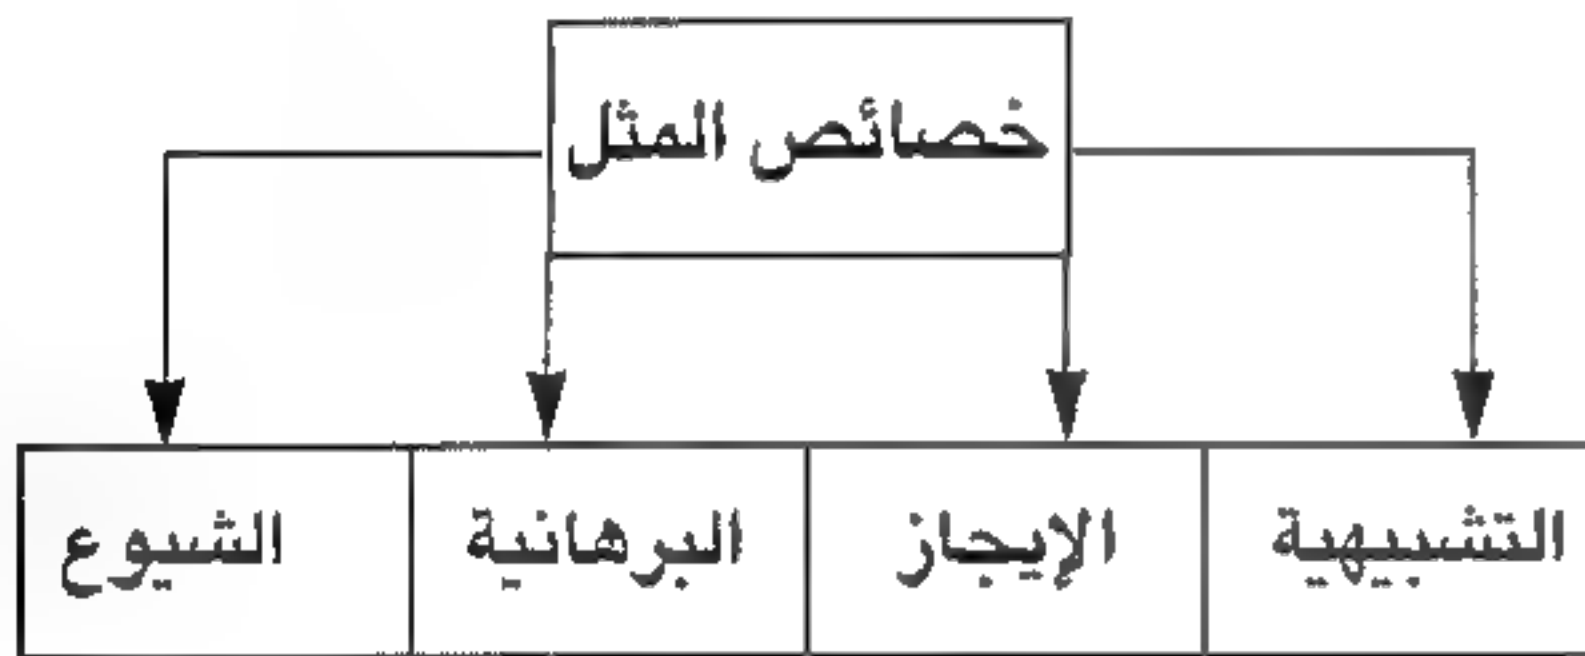 خصائص المثل
التشبيهية
الإيجاز
البرهانية
الشيوع